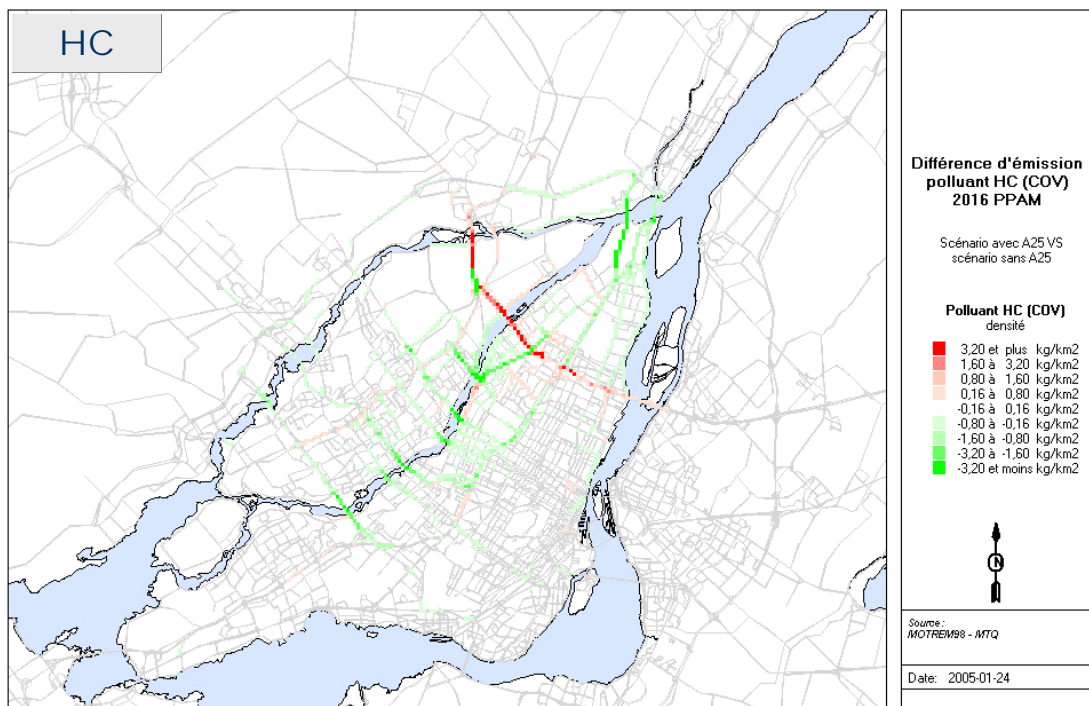 HC
Différence d'émission
polluant HC (COV)
2016 PPAM
Scénario avec A25 VS
scénario sans A25
Polluant HC (COV)
densité
3,20 et plus kg/km2
1,60 à 3,20 kg/km2
0,80 à 1,60 kg/km2
0,16 à 0,80 kg/km2
-0,16 à 0,16 kg/km2
-0,80 à -0,16 kg/km2
-1,60 à -0,80 kg/km2
-3,20 à -1,60 kg/km2
-3,20 et moins kg/km2
N
Source :
MOTREM98 - MTQ
Date: 2005-01-24